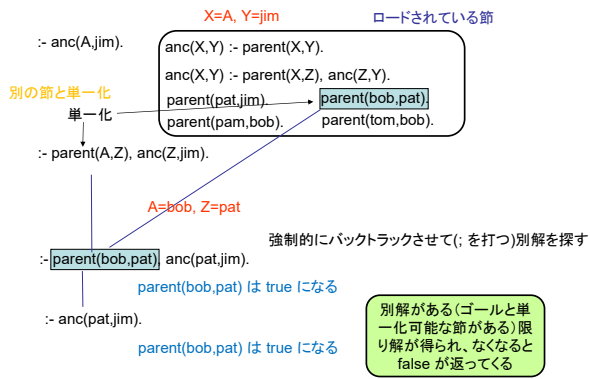 X=A, Y=jim
ロードされている節
:- anc(A,jim).
anc(X,Y) :- parent(X,Y).
anc(X,Y) :- parent(X,Z), anc(Z,Y).
別の節と単一化
parent(pat,jim).
parent(bob,pat).
単一化
parent(pam,bob).
parent(tom,bob).
:- parent(A,Z), anc(Z,jim).
A=bob, Z=pat
強制的にバックトラックさせて(; を打つ)別解を探す
:- parent(bob,pat), anc(pat,jim).
parent(bob,pat) は true になる
:- anc(pat,jim).
別解がある(ゴールと単
一化可能な節がある)限
り解が得られ、なくなると
false が返ってくる
parent(bob,pat) は true になる